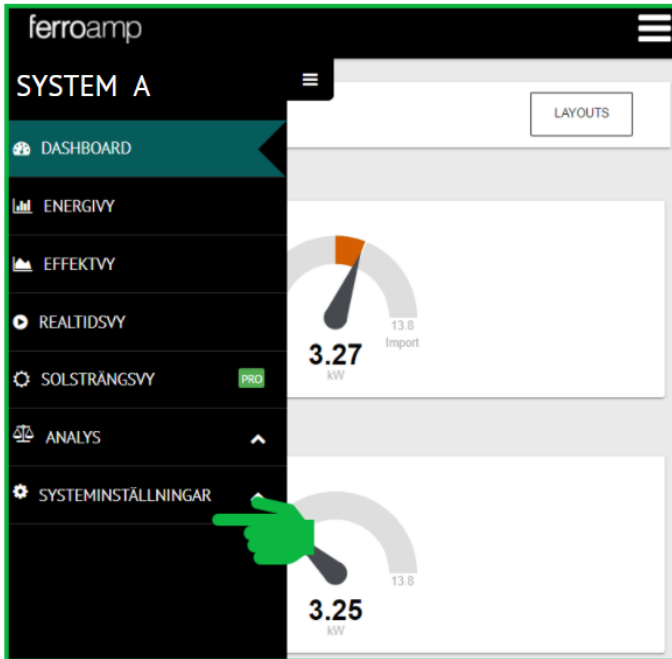 ferroamp
SYSTEM A
LAYOUTS
DASHBOARD
ENERGIVY
EFFEKTVY
REALTIDSVY
SOLSTRÄNGSVY PRO
ANALYS
SYSTEMINSTÄLLNINGAR
13.8
Import
3.27
kW
13.8
3.25
kW